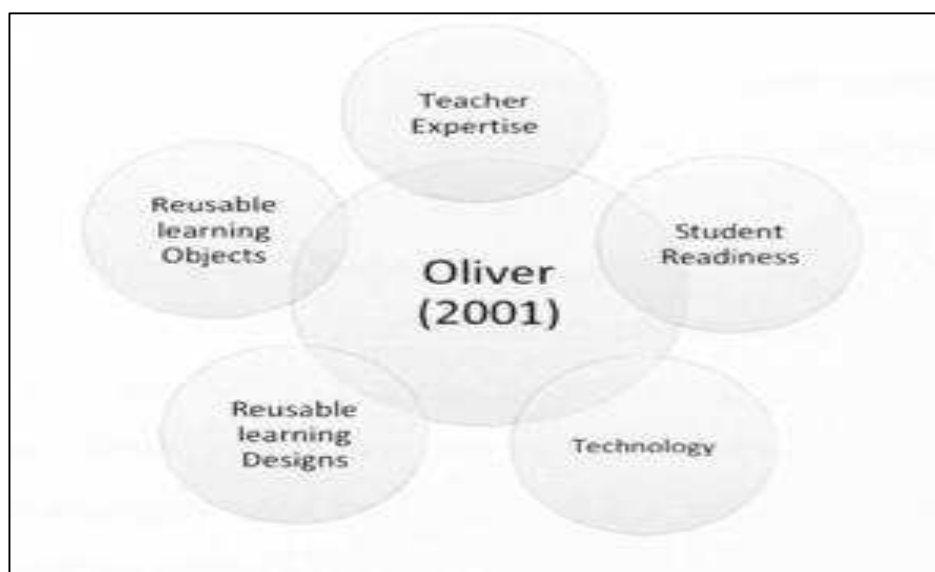 Teacher
Expertise
Reusable
learning
Objects
Student
Readiness
Oliver
(2001)
Reusable
learning
Designs
Technology